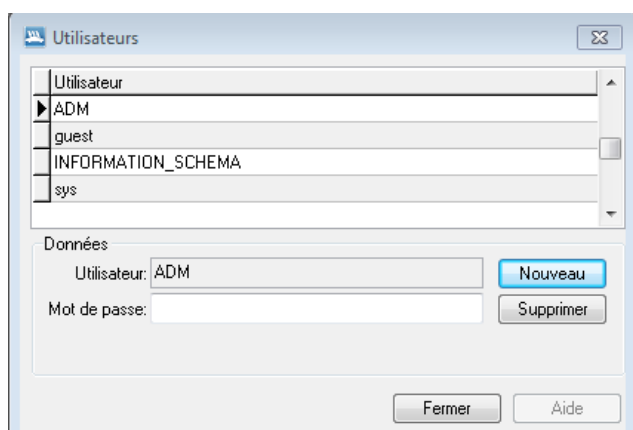 Utilisateurs
Utilisateur
ADM
guest
INFORMATION_SCHEMA
sys
Données
Utilisateur: ADM
Nouveau
Mot de passe:
Supprimer
Fermer
Aide